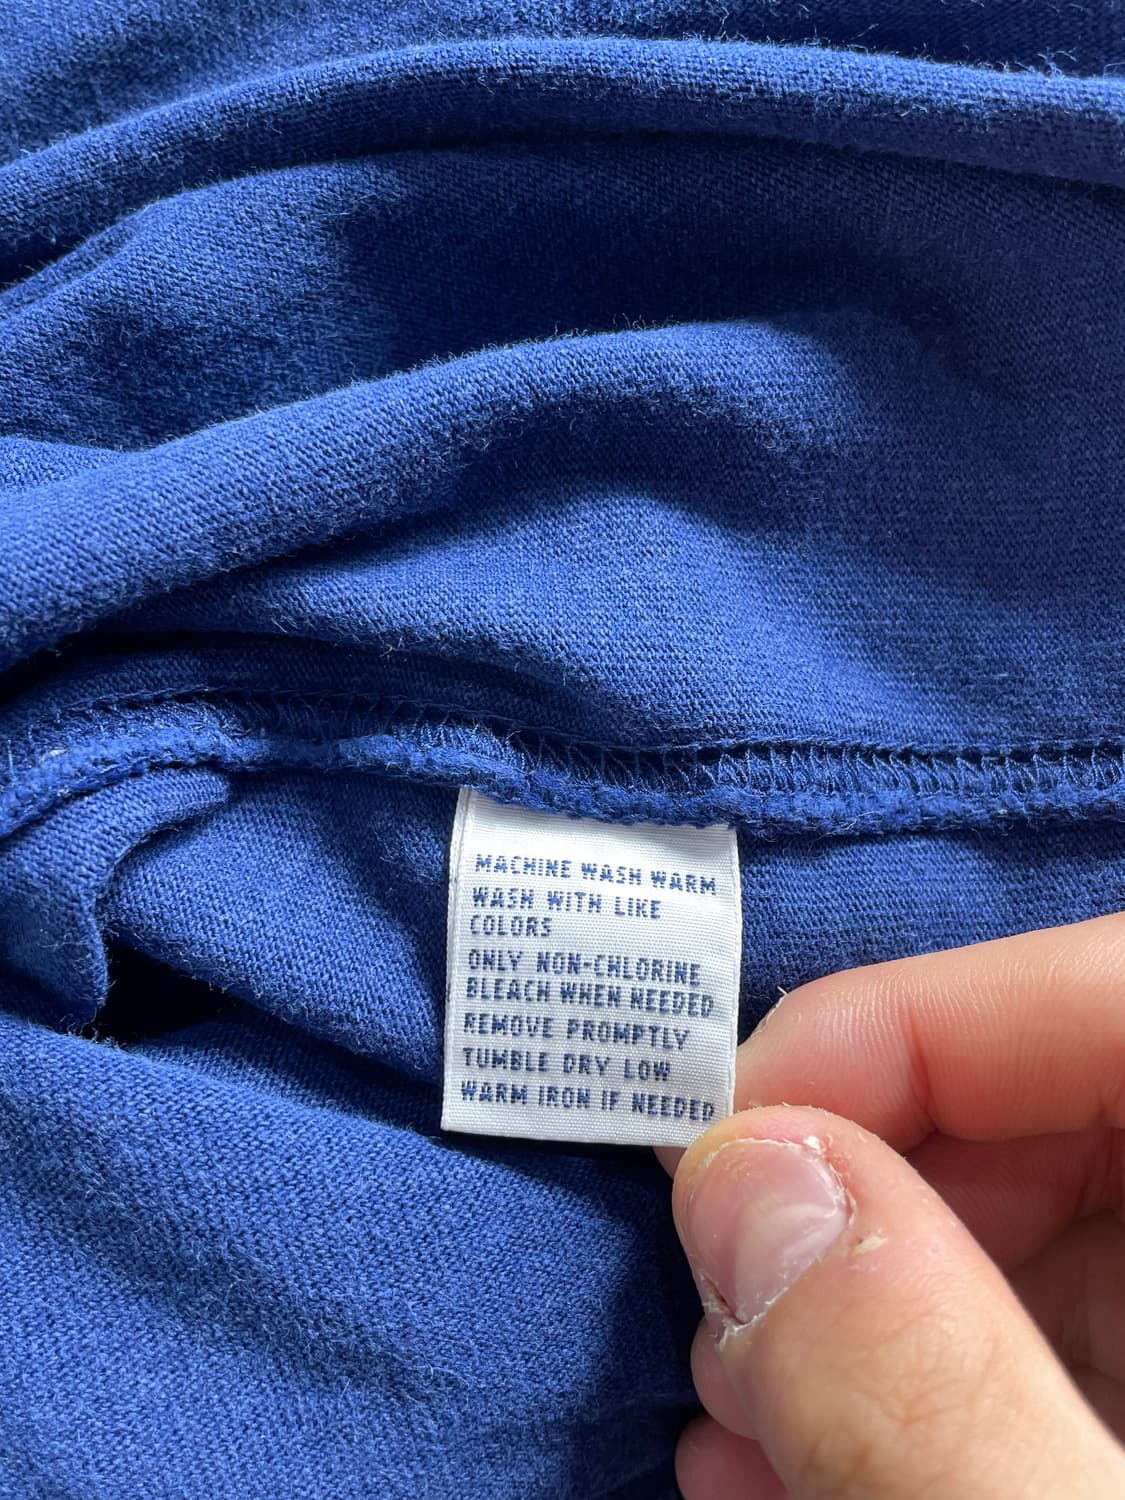 MACHINE WASH WARM
WASH WITH LIKE
COLORS
ONLY NON-CHLORINE
BLEACH WHEN NEEDED
REMOVE PROMPTLY
TUMBLE DRY LOW
WARM IRON IF NEEDED